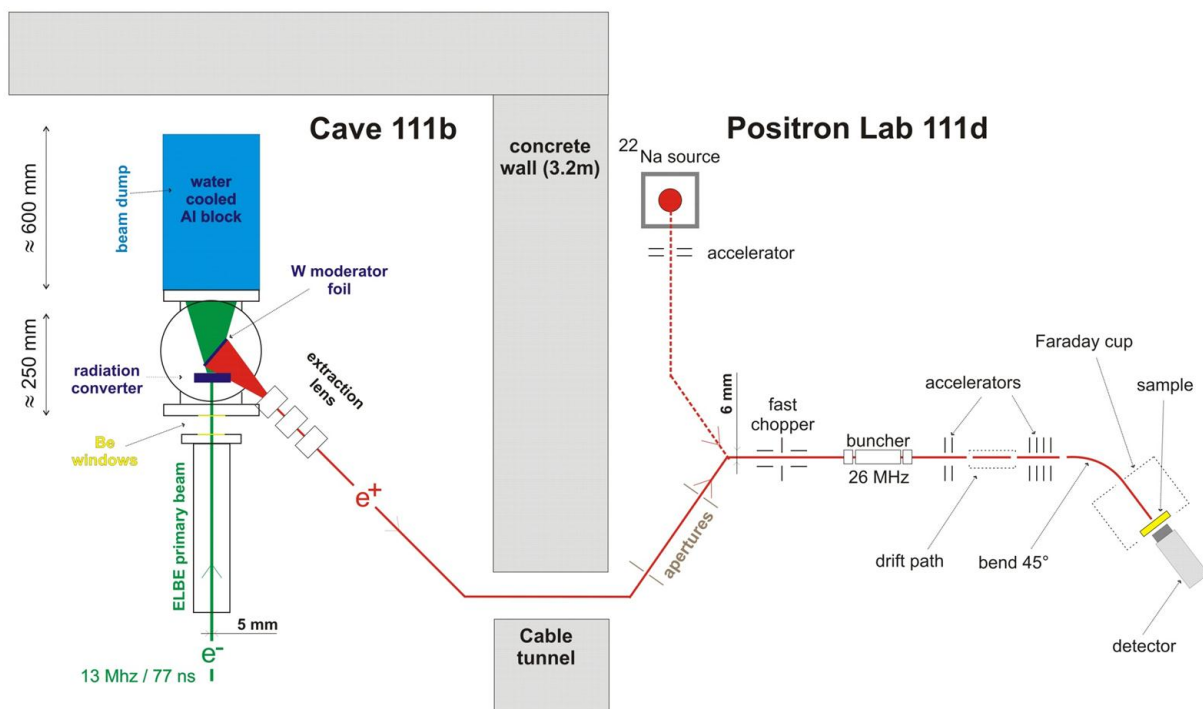 Cave 111b
Positron Lab 111d
concrete
wall (3.2m)
²²Na source
accelerator
≈ 600 mm
beam dump
water
cooled
Al block
W moderator
foil
≈ 250 mm
radiation
converter
extraction
lens
Be
windows
ELBE primary beam
5 mm
e-
13 Mhz / 77 ns
e+
Cable
tunnel
apertures
6 mm
fast
chopper
buncher
26 MHz
accelerators
drift path
bend 45°
Faraday cup
sample
detector